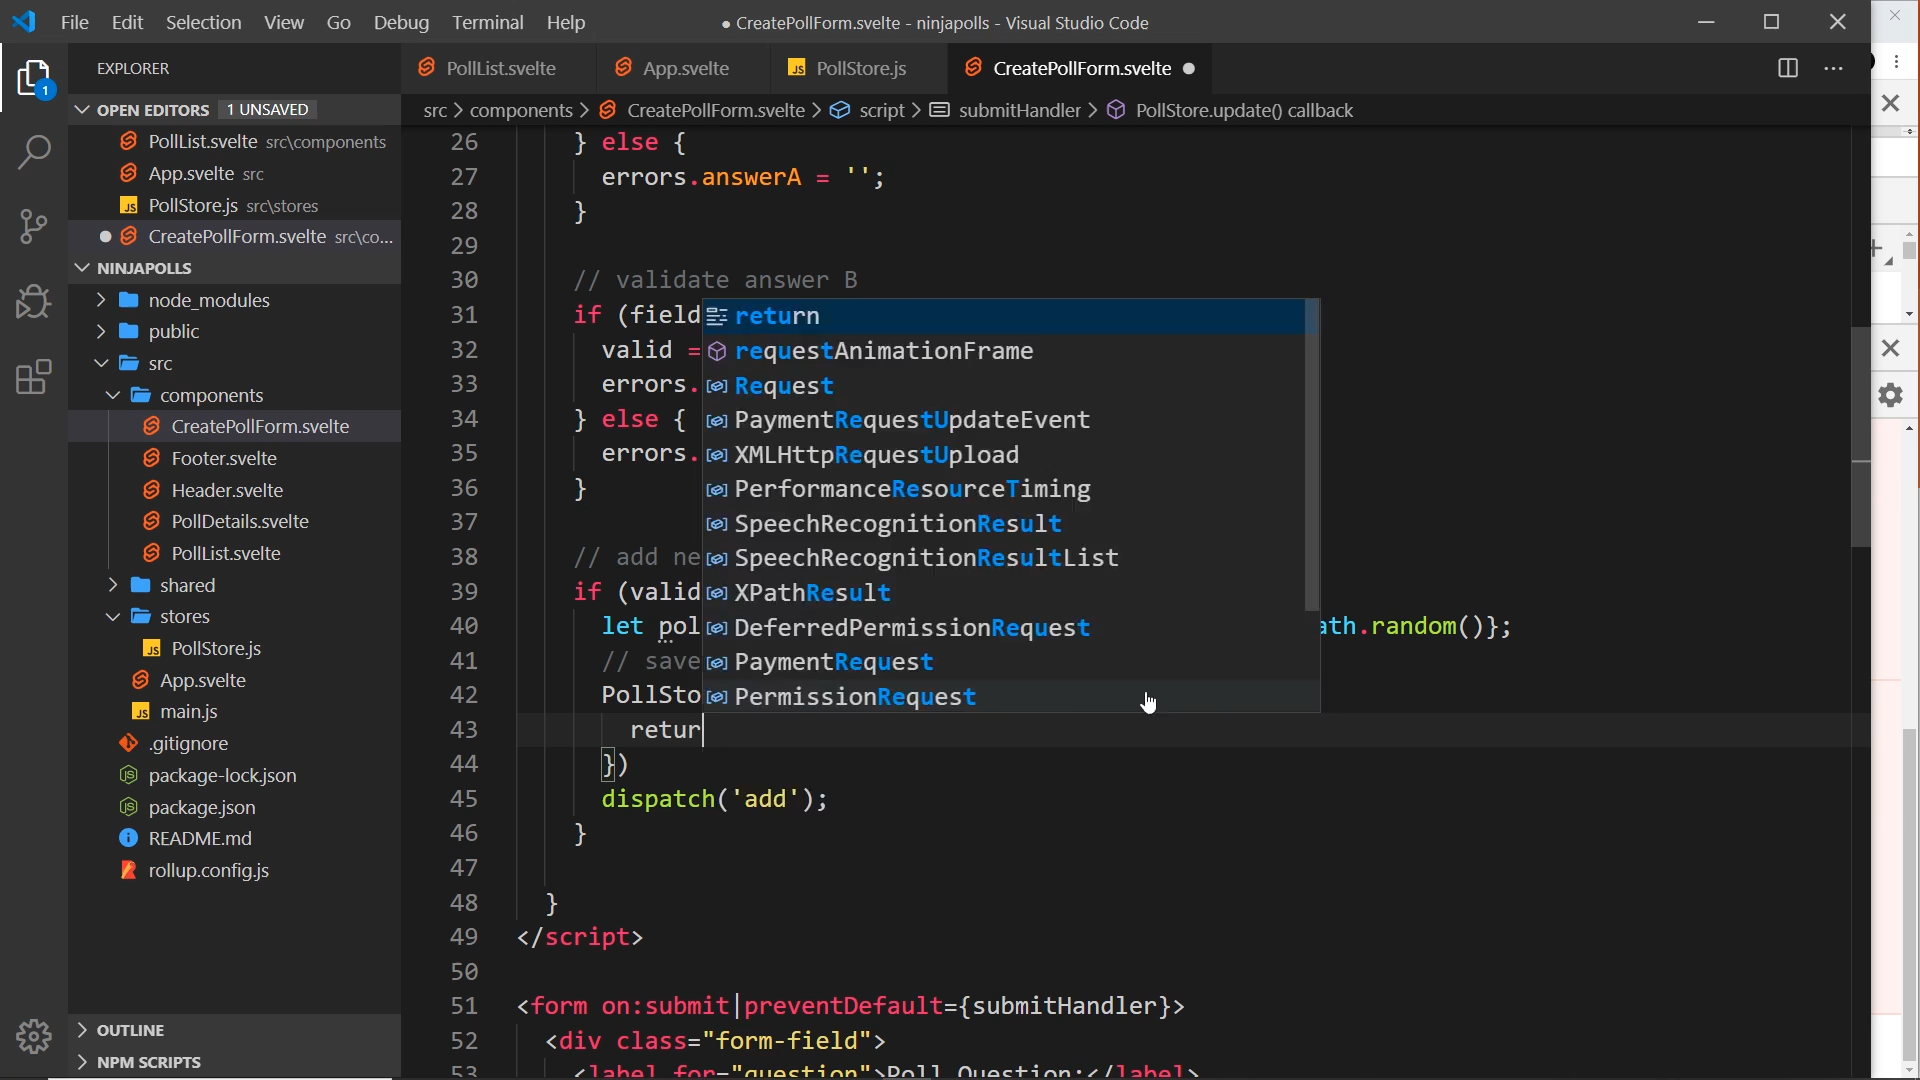 File Edit Selection View Go Debug Terminal Help
● CreatePollForm.svelte - ninjapolls - Visual Studio Code
EXPLORER
OPEN EDITORS 1 UNSAVED
PollList.svelte src\components
App.svelte src
PollStore.js src\stores
CreatePollForm.svelte src\co...
NINJAPOLLS
node_modules
public
src
components
CreatePollForm.svelte
Footer.svelte
Header.svelte
PollDetails.svelte
PollList.svelte
shared
stores
PollStore.js
App.svelte
main.js
.gitignore
package-lock.json
package.json
README.md
rollup.config.js
OUTLINE
NPM SCRIPTS
1
PollList.svelte App.svelte PollStore.js CreatePollForm.svelte
src > components > CreatePollForm.svelte > script > submitHandler > PollStore.update() callback
26 } else {
27 errors.answerA = '';
28 }
29
30 // validate answer B
31 if (field
32 valid =
33 errors.
34 } else {
35 errors.
36 }
37
38 // add ne
39 if (valid
40 let pol ath.random()};
41 // save
42 PollSto
43 retur
44 })
45 dispatch('add');
46 }
47
48 }
49 </script>
50
51 <form on:submit|preventDefault={submitHandler}>
52 <div class="form-field">
53 <label for="question">Poll Question:</label>
return
requestAnimationFrame
Request
PaymentRequestUpdateEvent
XMLHttpRequestUpload
PerformanceResourceTiming
SpeechRecognitionResult
SpeechRecognitionResultList
XPathResult
DeferredPermissionRequest
PaymentRequest
PermissionRequest